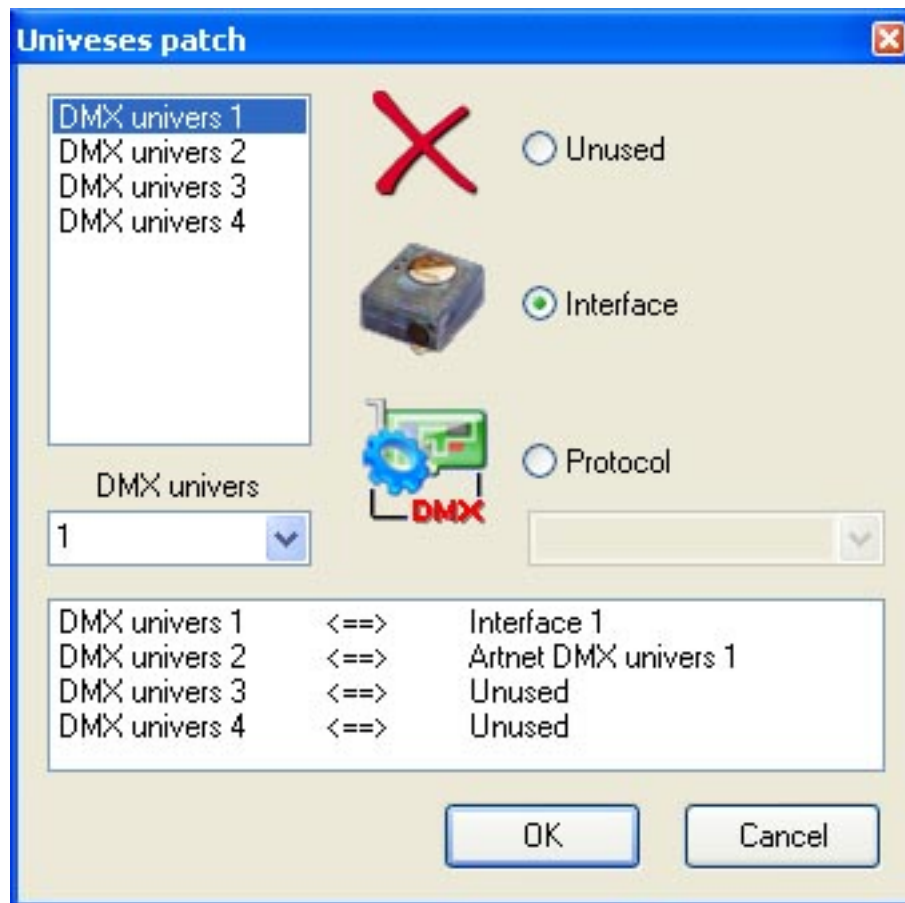 Univeses patch
DMX univers 1
DMX univers 2
DMX univers 3
DMX univers 4
Unused
Interface
DMX
Protocol
DMX univers
1
DMX univers 1 <==> Interface 1
DMX univers 2 <==> Artnet DMX univers 1
DMX univers 3 <==> Unused
DMX univers 4 <==> Unused
OK Cancel